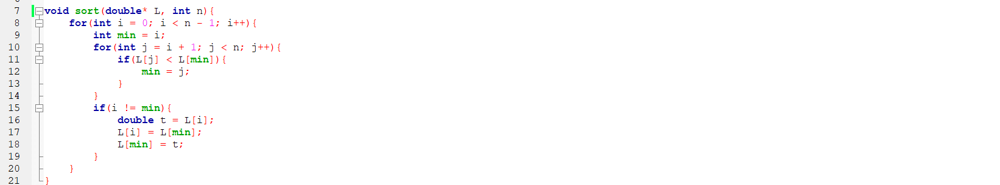 7 void sort(double* L, int n){
8     for(int i = 0; i < n - 1; i++){
9         int min = i;
10         for(int j = i + 1; j < n; j++){
11             if(L[j] < L[min]){
12                 min = j;
13             }
14         }
15         if(i != min){
16             double t = L[i];
17             L[i] = L[min];
18             L[min] = t;
19         }
20     }
21 }